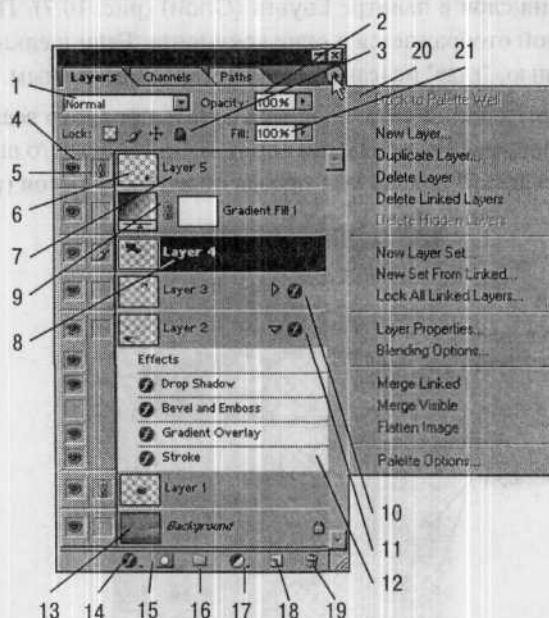 2
3 20 21
Layers Channels Paths
1
Normal Opacity: 100%
Dock to Palette Well
4
Lock: Fill: 100%
New Layer...
5
Layer 5
Duplicate Layer...
6
Delete Layer
Delete Linked Layers
7
Gradient Fill 1
Delete Hidden Layers
9
Layer 4
New Layer Set...
New Set From Linked...
8
Layer 3
Lock All Linked Layers...
Layer 2
Layer Properties...
Blending Options...
Effects
Drop Shadow
Merge Linked
Bevel and Emboss
Merge Visible
Gradient Overlay
Flatten Image
Stroke
Palette Options...
Layer 1
10
Background
11
12
13 14 15 16 17 18 19